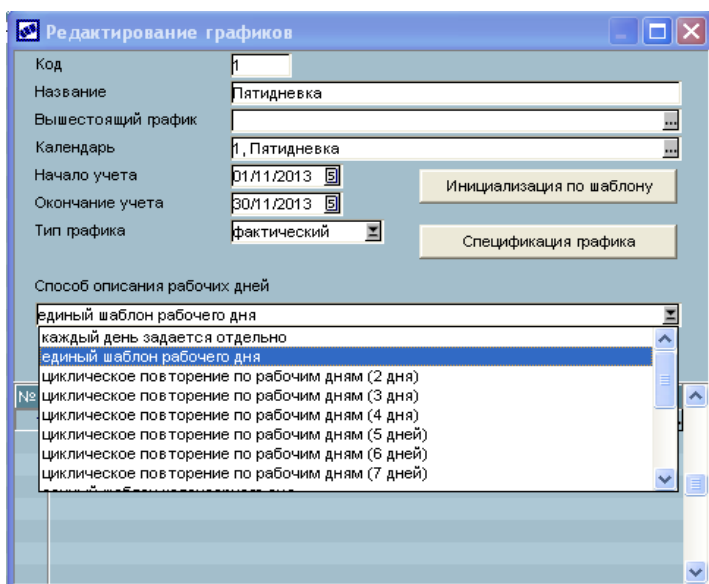 Редактирование графиков
Код 1
Название Пятидневка
Вышестоящий график
Календарь 1, Пятидневка
Начало учета 01/11/2013
Инициализация по шаблону
Окончание учета 30/11/2013
Тип графика фактический
Спецификация графика
Способ описания рабочих дней
единый шаблон рабочего дня
каждый день задается отдельно
единый шаблон рабочего дня
циклическое повторение по рабочим дням (2 дня)
№
циклическое повторение по рабочим дням (3 дня)
циклическое повторение по рабочим дням (4 дня)
циклическое повторение по рабочим дням (5 дней)
циклическое повторение по рабочим дням (6 дней)
циклическое повторение по рабочим дням (7 дней)